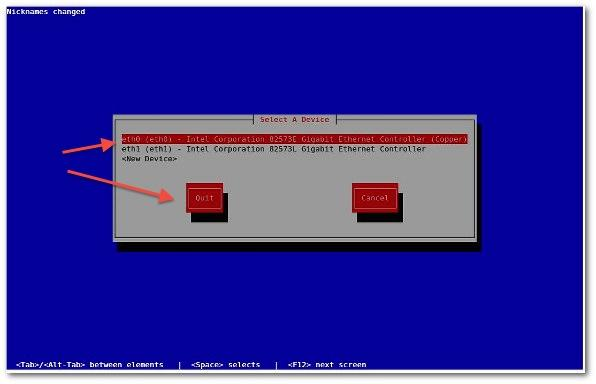 Nicknames changed
Select A Device
eth0 (eth0) - Intel Corporation 82573E Gigabit Ethernet Controller (Copper)
eth1 (eth1) - Intel Corporation 82573L Gigabit Ethernet Controller
<New Device>
Quit Cancel
<Tab>/<Alt-Tab> between elements | <Space> selects | <F12> next screen